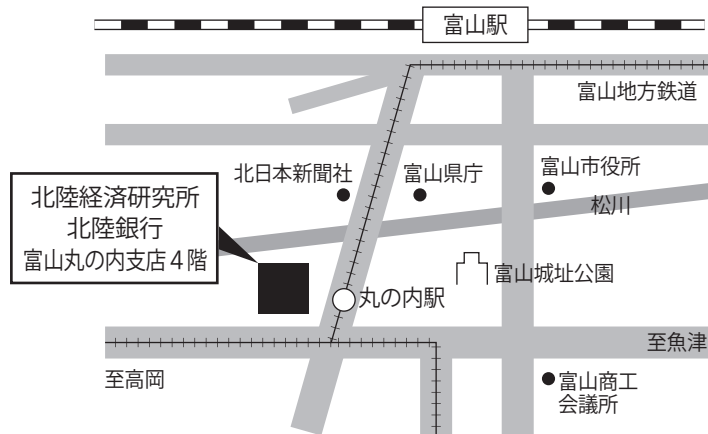 富山駅
富山地方鉄道
北日本新聞社
富山県庁
富山市役所
松川
北陸経済研究所
北陸銀行
富山丸の内支店４階
富山城址公園
丸の内駅
至魚津
至高岡
富山商工
会議所